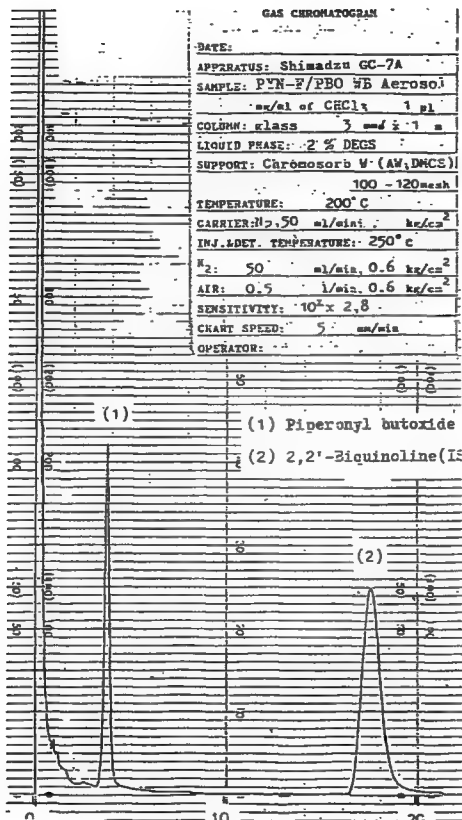 GAS CHROMATOGRAM
DATE:
APPARATUS: Shimadzu GC-7A
SAMPLE: PYN-F/PBO WB Aerosol
mg/ml of CHCl3 1 µl
COLUMN: glass 3 mmd x 1 m
LIQUID PHASE: 2 % DEGS
SUPPORT: Chromosorb W (AW, DMCS)
100 - 120mesh
TEMPERATURE: 200°C
CARRIER: N2, 50 ml/min, kg/cm2
INJ.&DET. TEMPERATURE: 250°C
H2: 50 ml/min, 0.6 kg/cm2
AIR: 0.5 l/min, 0.6 kg/cm2
SENSITIVITY: x 2,8
CHART SPEED: 5 mm/min
OPERATOR:
(1)
(1) Piperonyl butoxide
(2) 2,2'-Biquinoline(IS
(2)
0 10 20